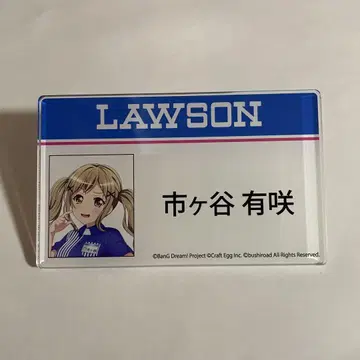 LAWSON
市ヶ谷 有咲
©BanG Dream! Project ©Craft Egg Inc. ©bushiroad All Rights Reserved.